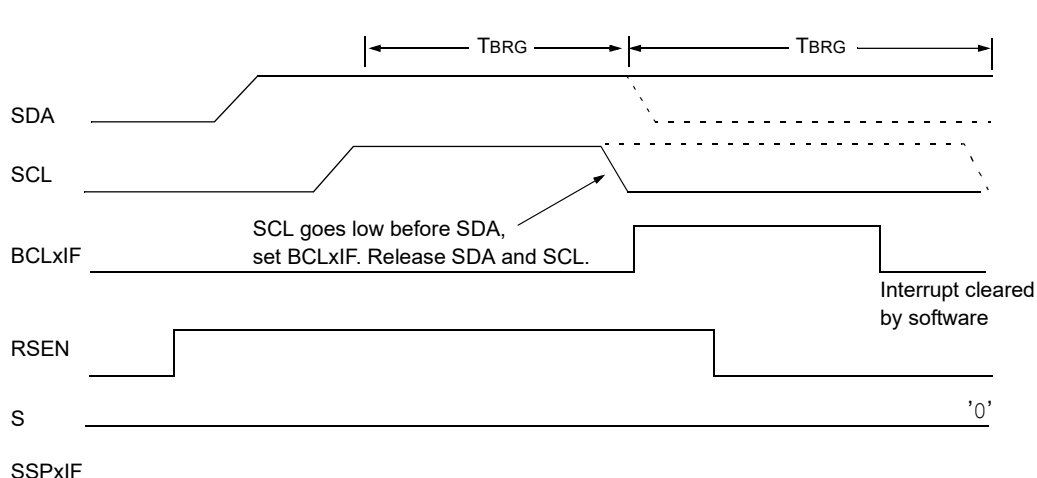 TBRG TBRG
SDA
SCL
SCL goes low before SDA,
set BCLxIF. Release SDA and SCL.
BCLxIF
Interrupt cleared
by software
RSEN
S '0'
SSPxIF